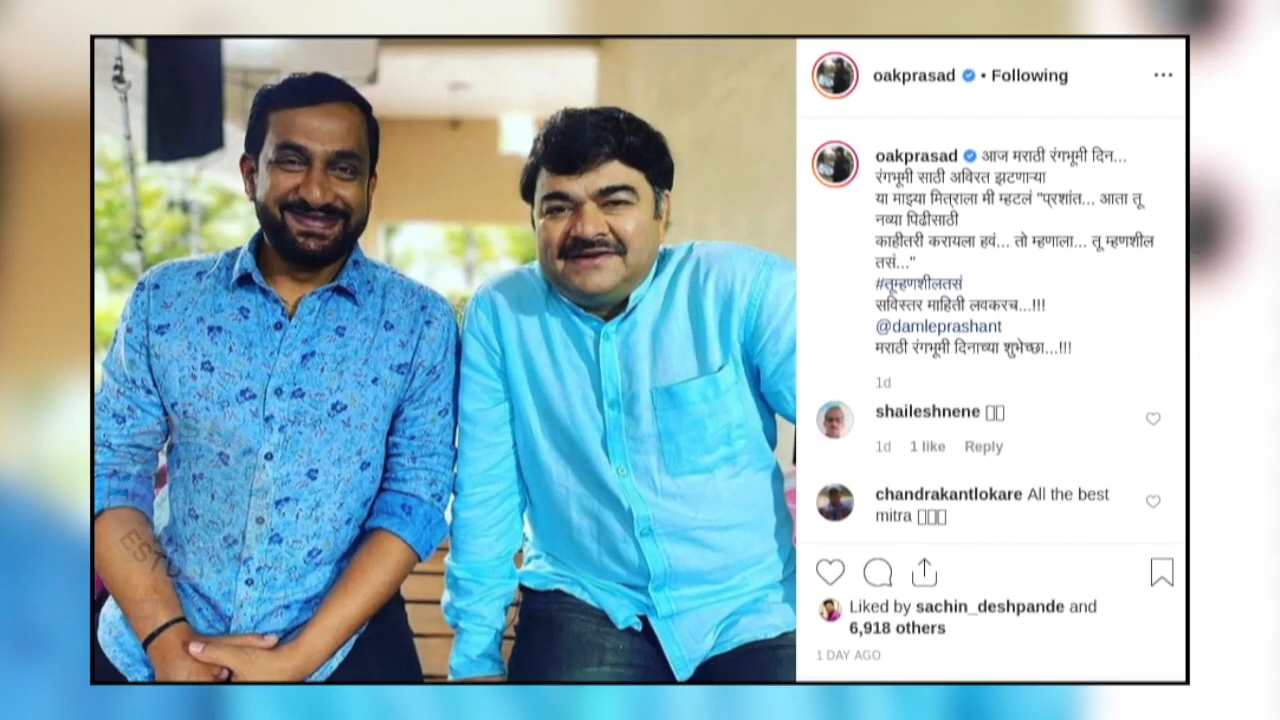 oakprasad • Following
oakprasad आज मराठी रंगभूमी दिन...
रंगभूमी साठी अविरत झटणाऱ्या
या माझ्या मित्राला मी म्हटलं "प्रशांत... आता तू
नव्या पिढीसाठी
काहीतरी करायला हवं... तो म्हणाला... तू म्हणशील
तसं..."
#तूम्हणशीलतसं
सविस्तर माहिती लवकरच...!!!
@damleprashant
मराठी रंगभूमी दिनाच्या शुभेच्छा...!!!
1d
shaileshnene
1d 1 like Reply
chandrakantlokare All the best
mitra
Liked by sachin_deshpande and
6,918 others
1 DAY AGO